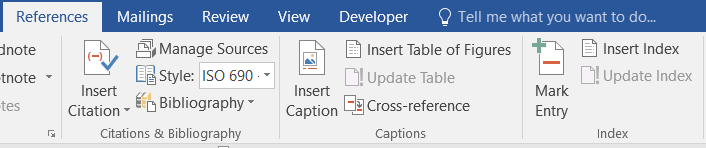 References Mailings Review View Developer Tell me what you want to do...
dnote
otnote
otes
Insert Citation
Manage Sources
Style: ISO 690
Bibliography
Citations & Bibliography
Insert Caption
Insert Table of Figures
Update Table
Cross-reference
Captions
Mark Entry
Insert Index
Update Index
Index